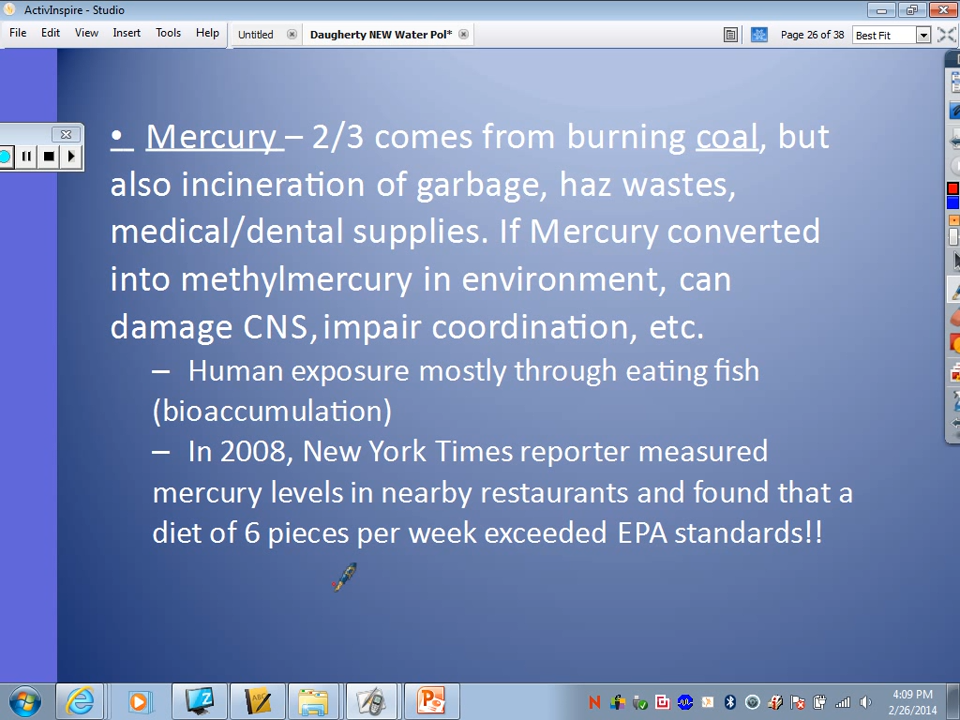 ActivInspire - Studio
File Edit View Insert Tools Help Untitled Daugherty NEW Water Pol* Page 26 of 38 Best Fit
• Mercury – 2/3 comes from burning coal, but
also incineration of garbage, haz wastes,
medical/dental supplies. If Mercury converted
into methylmercury in environment, can
damage CNS, impair coordination, etc.
– Human exposure mostly through eating fish
(bioaccumulation)
– In 2008, New York Times reporter measured
mercury levels in nearby restaurants and found that a
diet of 6 pieces per week exceeded EPA standards!!
4:09 PM
2/26/2014